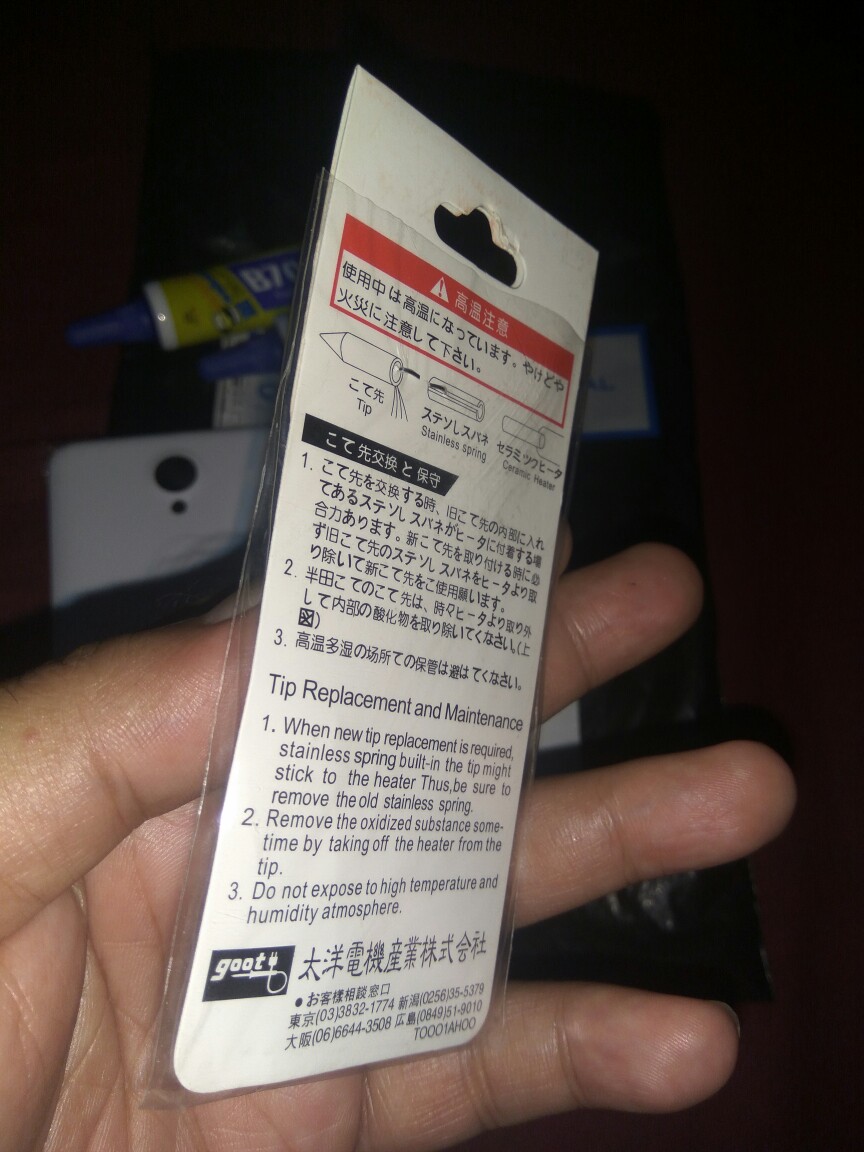 ⚠ 高温注意
使用中は高温になっています。やけどや
火災に注意して下さい。
こて先
Tip
ステソレスバネ
Stainless spring
セラミツクヒータ
Ceramic Heater
こて先交換と保守
1. こて先を交換する時、旧こて先の内部に入れ
てあるステソレスバネがヒータに付着する場
合力あります。新こて先を取り付ける時に必
ず旧こて先のステソレスバネをヒータより取
り除いて新こて先をご使用願います。
2. 半田こてのこて先は、時々ヒータより取り外
して内部の酸化物を取り除いてくなさい。(上
図)
3. 高温多湿の场所ての保管は避はてくなさい。
Tip Replacement and Maintenance
1. When new tip replacement is required,
stainless spring built-in the tip might
stick to the heater Thus,be sure to
remove the old stainless spring.
2. Remove the oxidized substance some-
time by taking off the heater from the
tip.
3. Do not expose to high temperature and
humidity atmosphere.
goot 太洋電機産業株式会社
●お客様相談窓口
東京(03)3832-1774 新潟(0256)35-5379
大阪(06)6644-3508 広島(0849)51-9010
TOOO1AHOO
B70